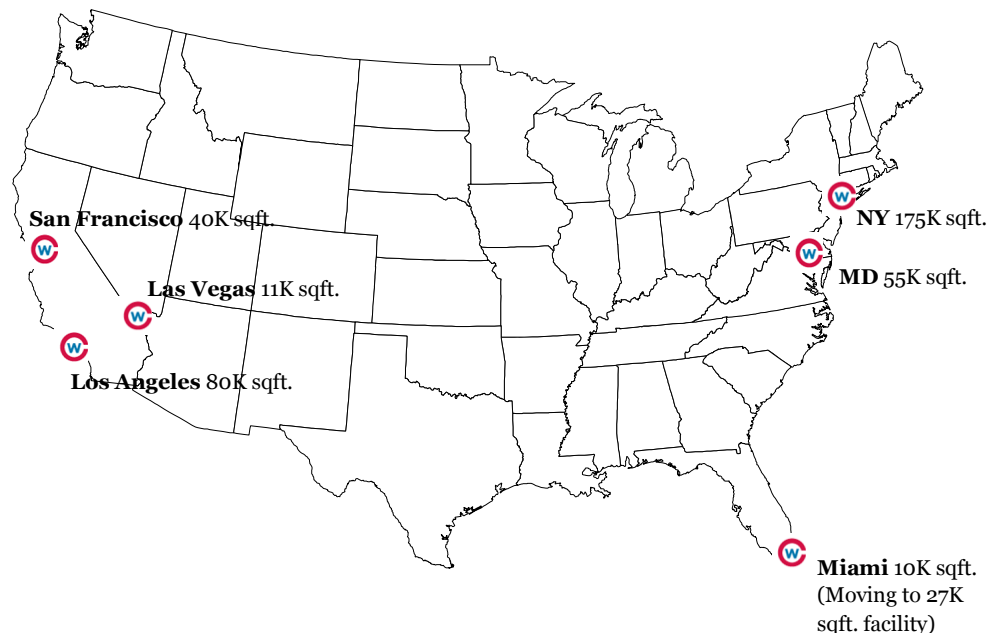 San Francisco 40K sqft.
NY 175K sqft.
MD 55K sqft.
Las Vegas 11K sqft.
Los Angeles 80K sqft.
Miami 10K sqft.
(Moving to 27K
sqft. facility)
W
W
W
W
W
W